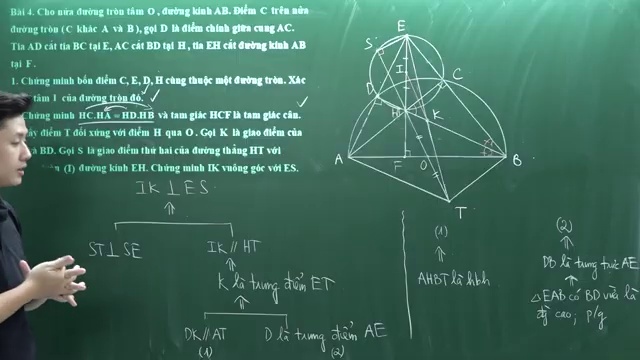 Bài 4. Cho nửa đường tròn tâm O, đường kính AB. Điểm C trên nửa
đường tròn (C khác A và B), gọi D là điểm chính giữa cung AC.
Tia AD cắt tia BC tại E, AC cắt BD tại H, tia EH cắt đường kính AB
tại F.
1. Chứng minh bốn điểm C, E, D, H cùng thuộc một đường tròn. Xác
tâm I của đường tròn đó.
Chứng minh HC.HA = HD.HB và tam giác HCF là tam giác cân.
điểm T đối xứng với điểm H qua O. Gọi K là giao điểm của
và BD. Gọi S là giao điểm thứ hai của đường thẳng HT với
(I) đường kính EH. Chứng minh IK vuông góc với ES.
E
S
I
D
C
H
K
A
F
O
B
T
IK ⊥ ES
⇑
ST ⊥ SE
IK // HT
⇑
K là trung điểm ET
⇑
DK // AT
D là trung điểm AE
(1)
(2)
(1)
⇑
AHBT là hbh
(2)
⇑
DB là trung trực AE
⇑
△EAB có BD vừa là
đg cao; p/g